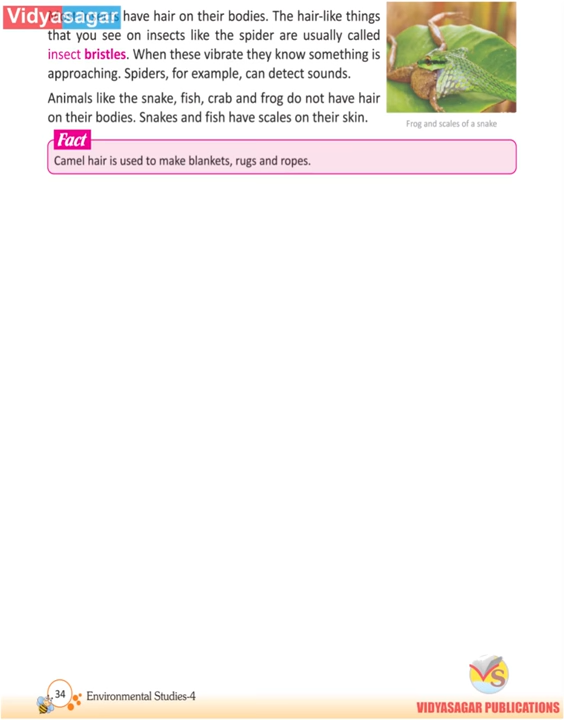 Vidyasagar
have hair on their bodies. The hair-like things
that you see on insects like the spider are usually called
insect bristles. When these vibrate they know something is
approaching. Spiders, for example, can detect sounds.
Animals like the snake, fish, crab and frog do not have hair
on their bodies. Snakes and fish have scales on their skin.
Frog and scales of a snake
Fact
Camel hair is used to make blankets, rugs and ropes.
34
Environmental Studies-4
VS
VIDYASAGAR PUBLICATIONS